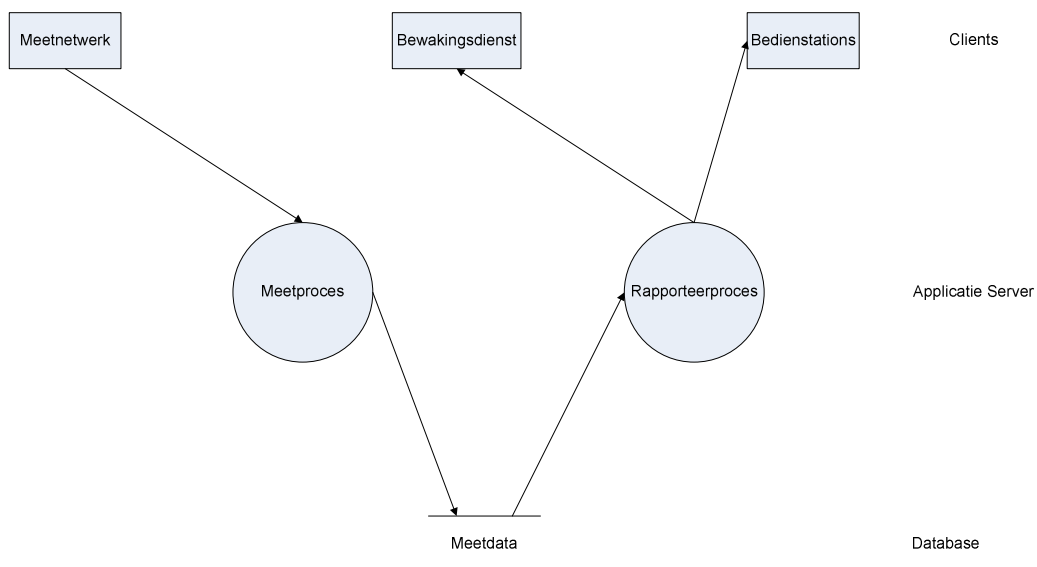 Meetnetwerk
Bewakingsdienst
Bedienstations
Clients
Meetproces
Rapporteerproces
Applicatie Server
Meetdata
Database